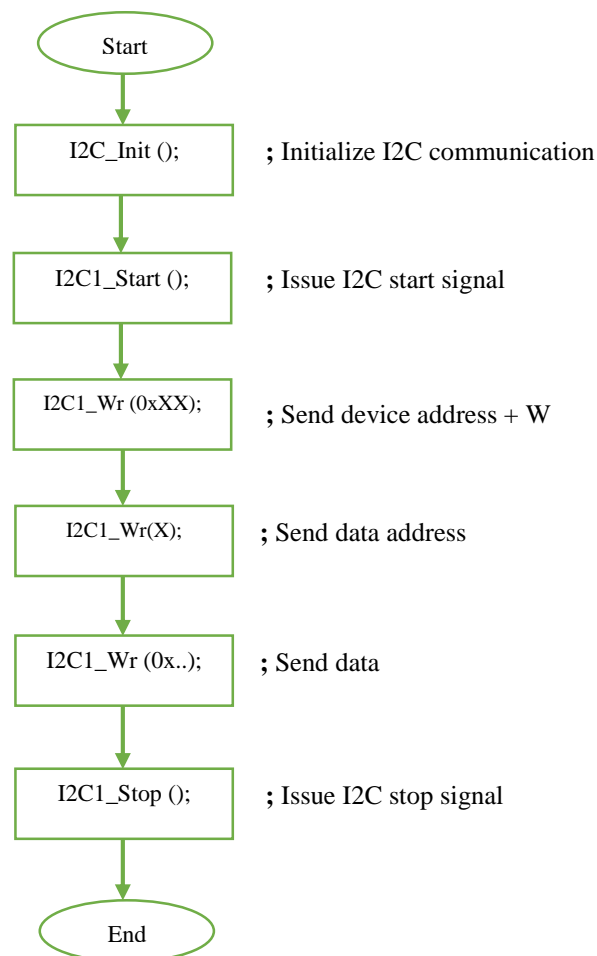 Start
I2C_Init (); ; Initialize I2C communication
I2C1_Start (); ; Issue I2C start signal
I2C1_Wr (0xXX); ; Send device address + W
I2C1_Wr(X); ; Send data address
I2C1_Wr (0x..); ; Send data
I2C1_Stop (); ; Issue I2C stop signal
End